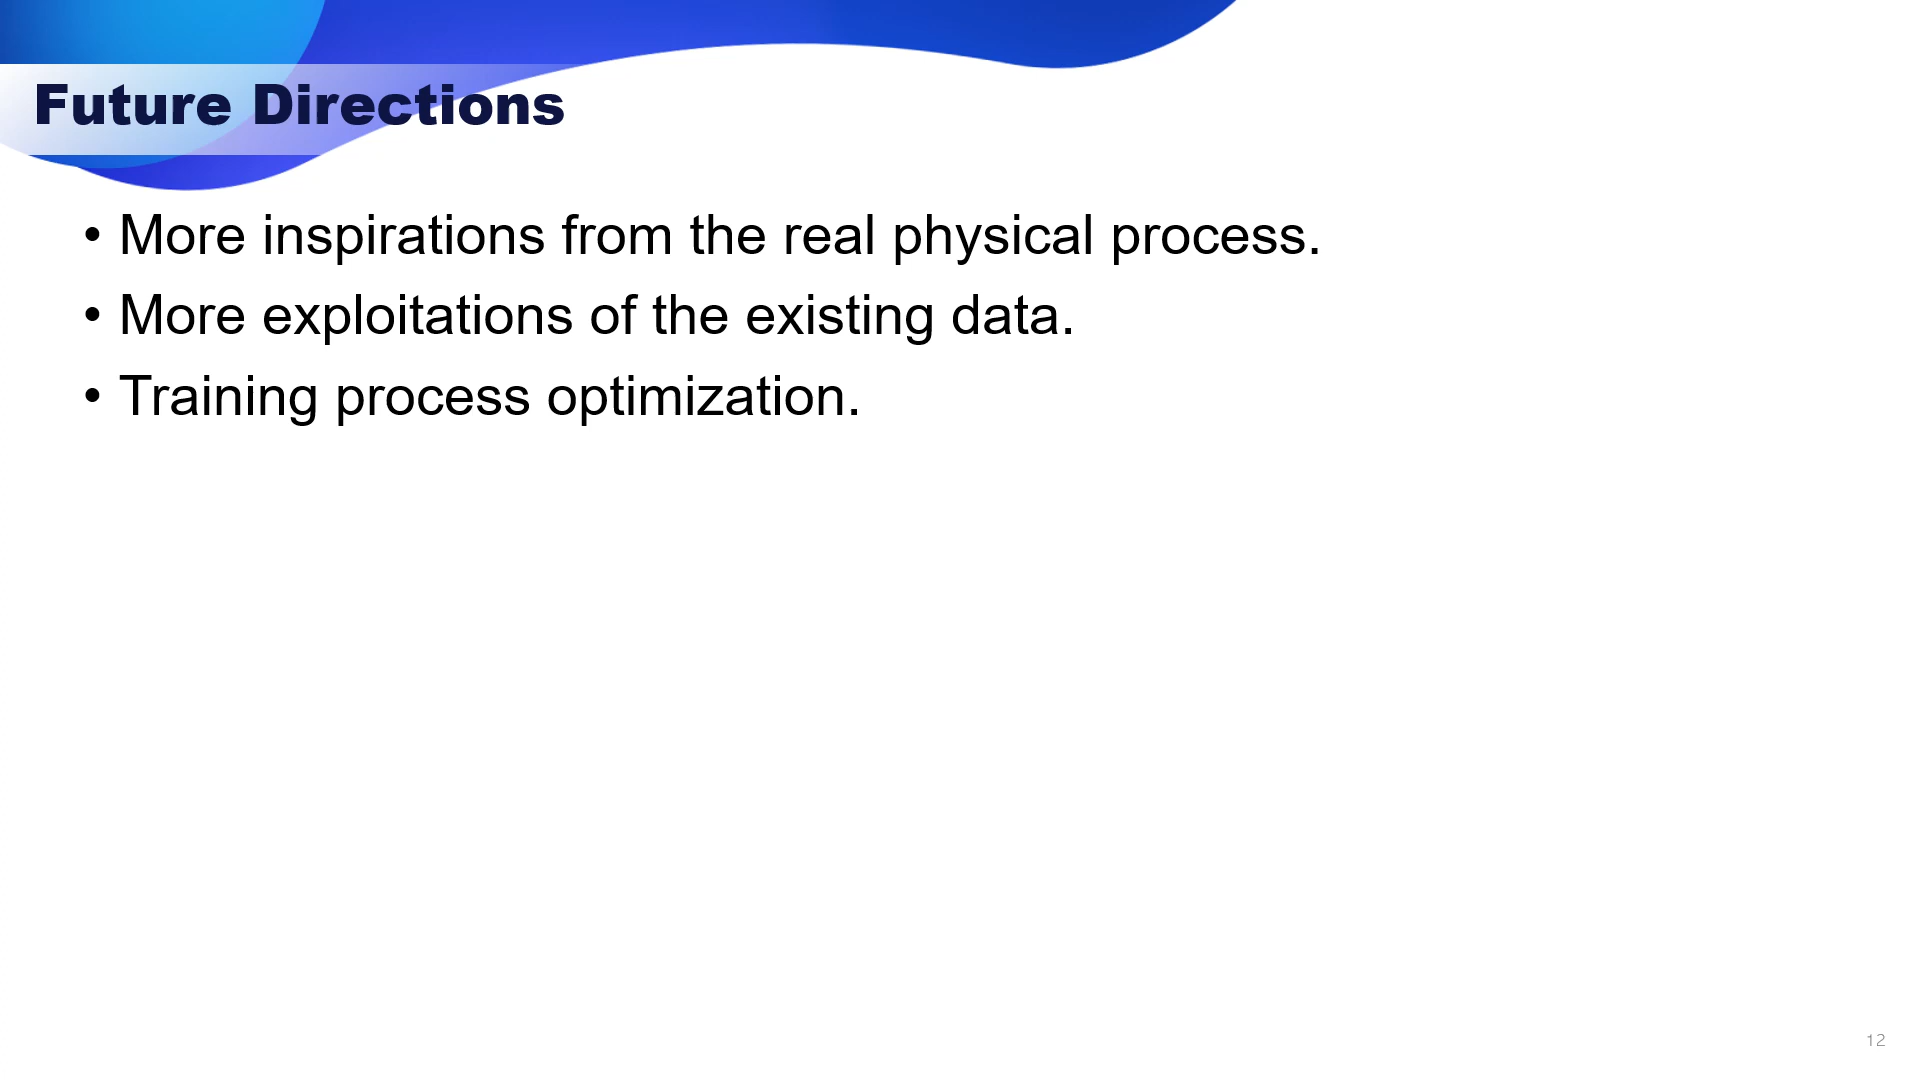 Future Directions
• More inspirations from the real physical process.
• More exploitations of the existing data.
• Training process optimization.
12